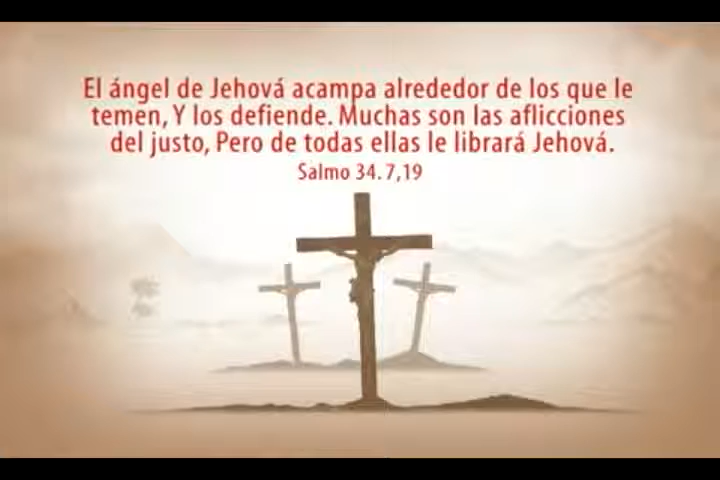 El ángel de Jehová acampa alrededor de los que le
temen, Y los defiende. Muchas son las aflicciones
del justo, Pero de todas ellas le librará Jehová.
Salmo 34. 7,19